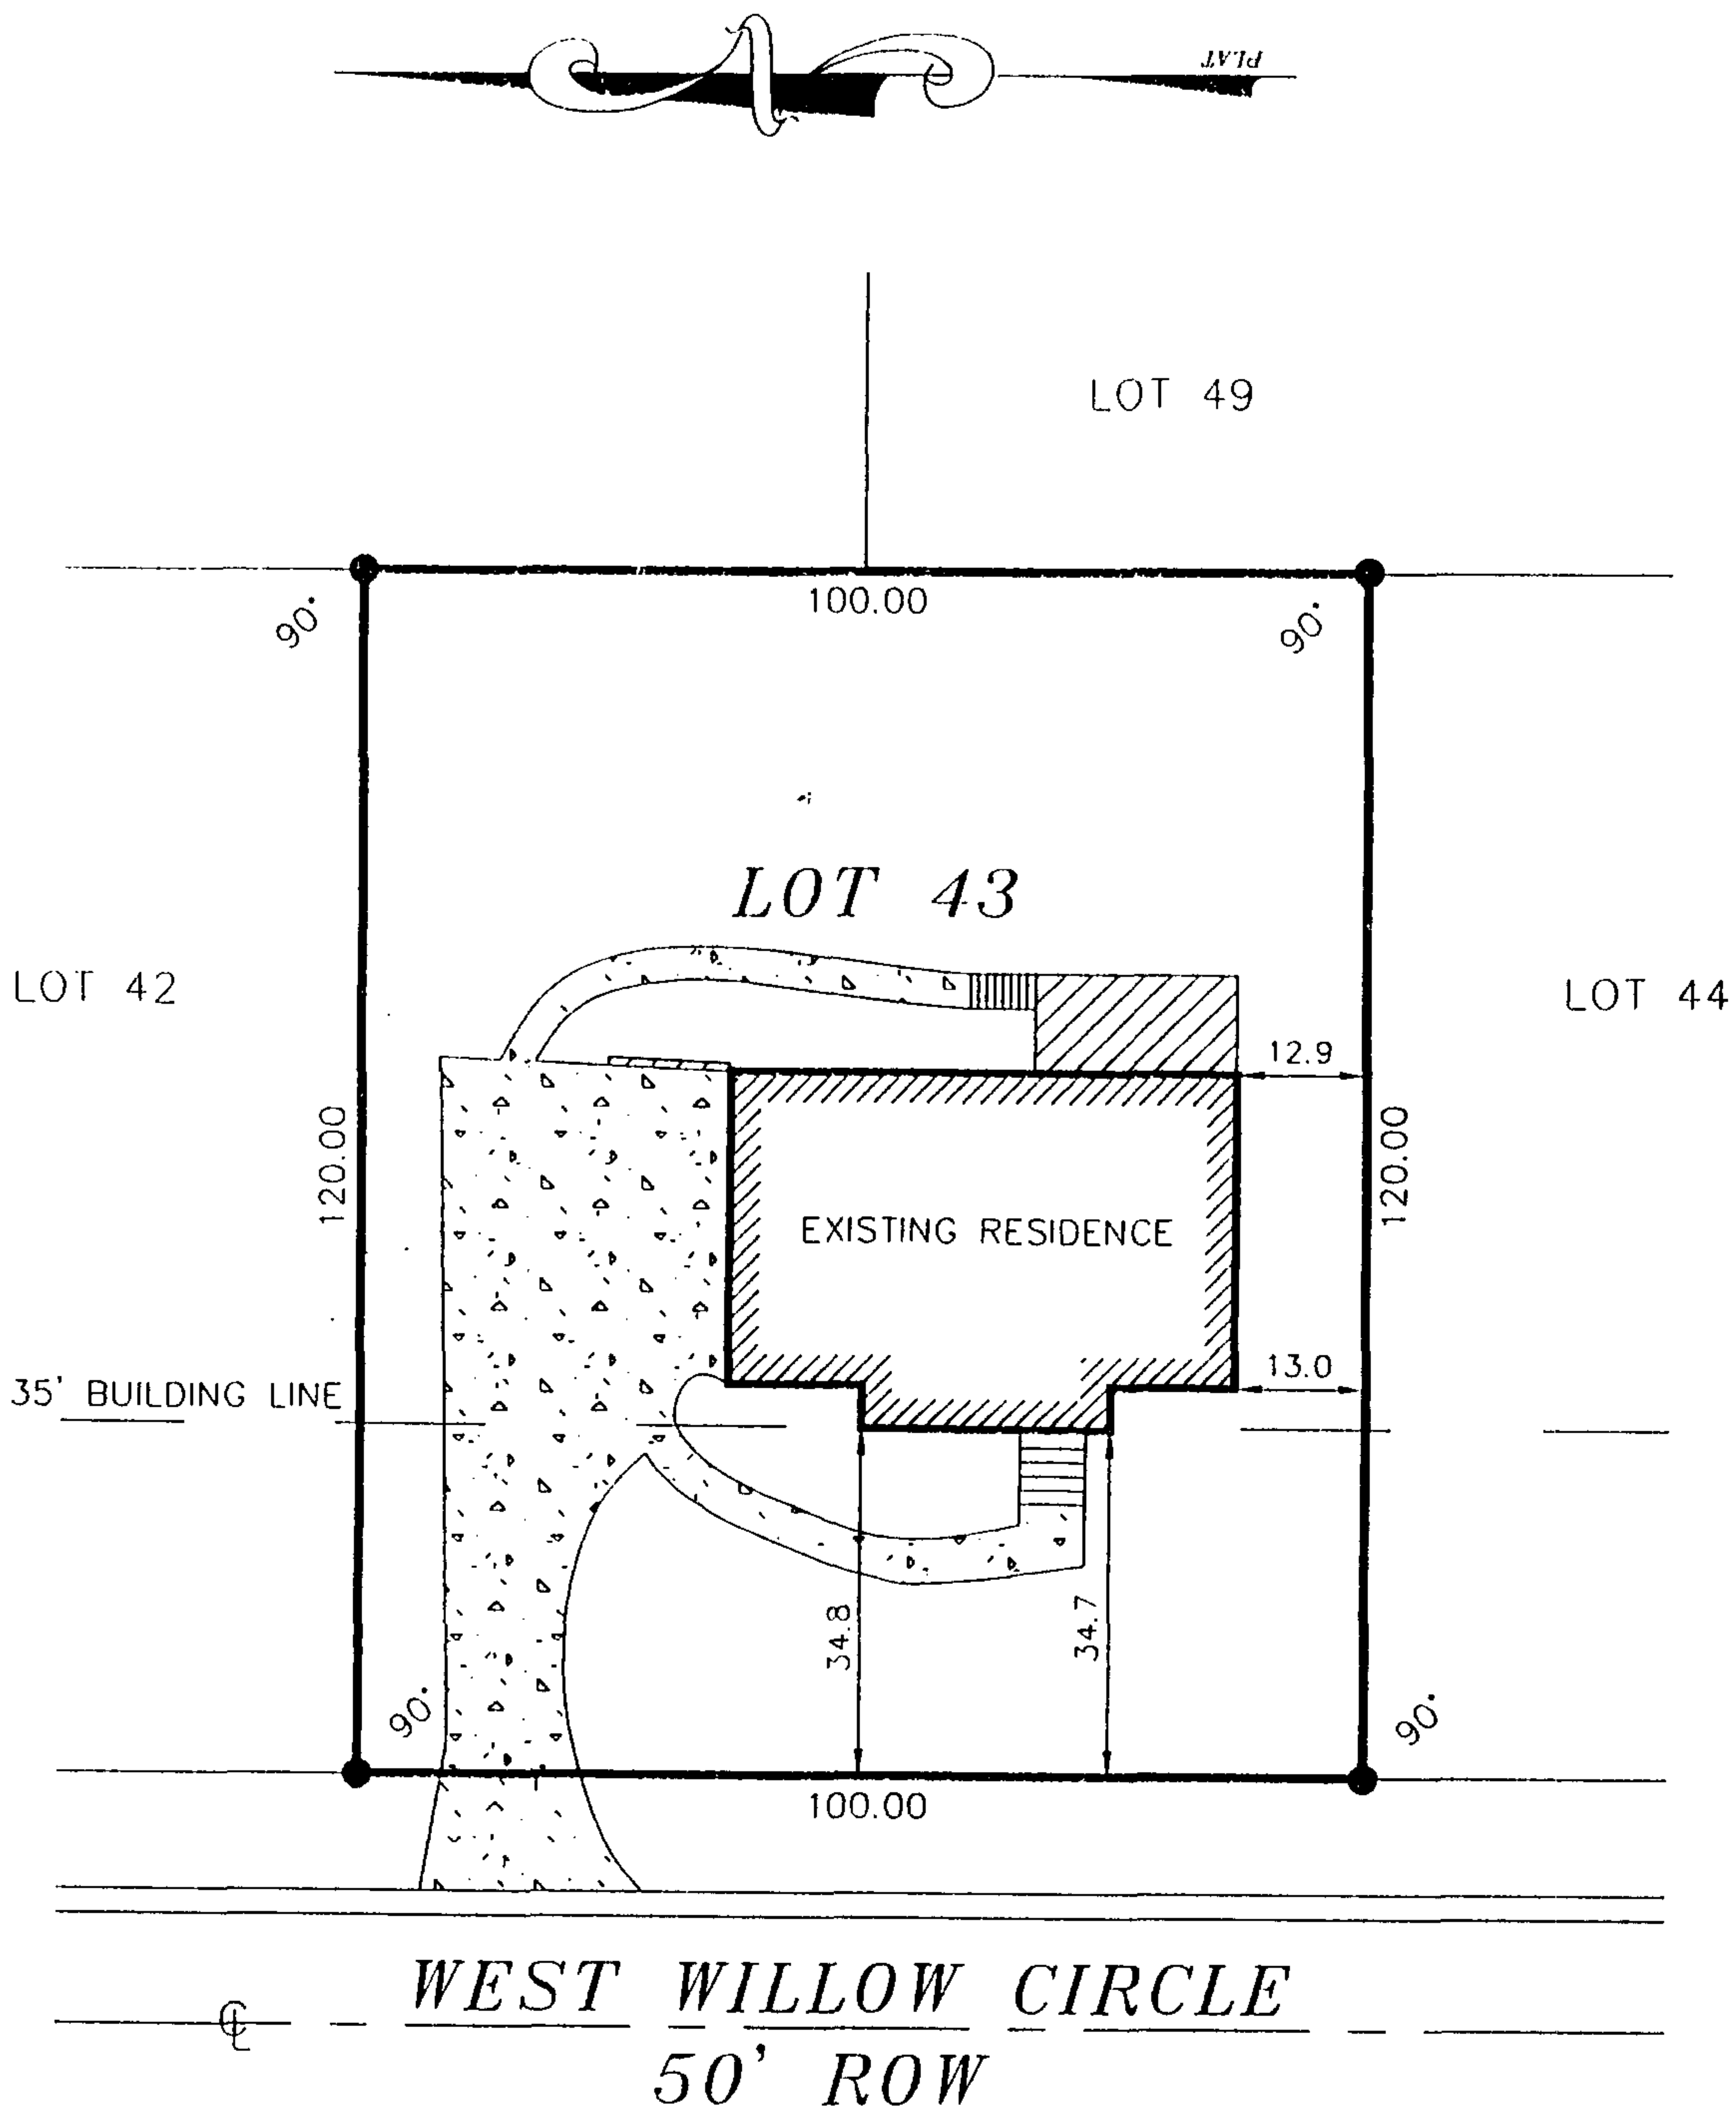 PLAT
LOT 49
100.00
90°
90°
LOT 43
LOT 42
LOT 44
12.9
120.00
120.00
EXISTING RESIDENCE
13.0
35' BUILDING LINE
34.8
34.7
90°
90°
100.00
WEST WILLOW CIRCLE
℄
50' ROW